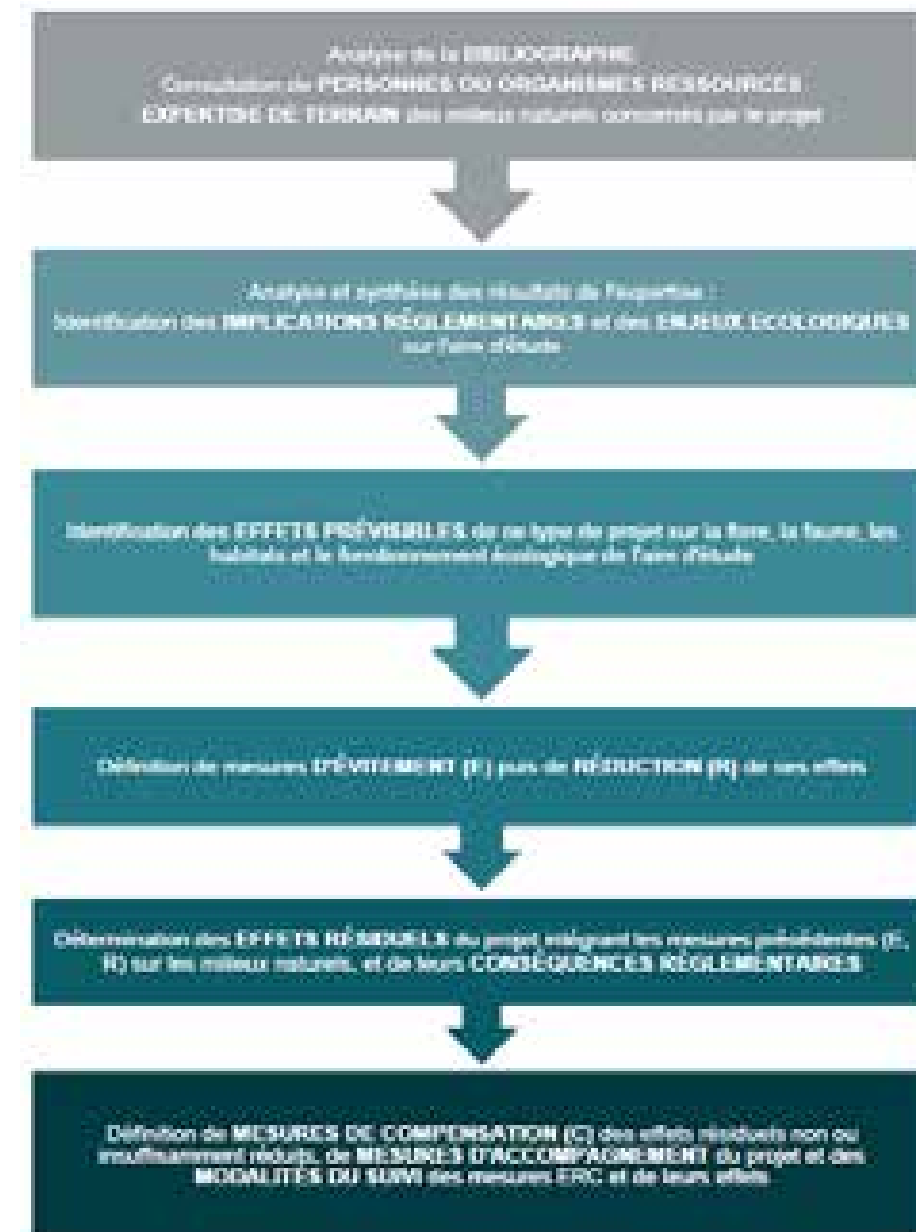 Analyse de la BIBLIOGRAPHIE
Consultation de PERSONNES OU ORGANISMES RESSOURCES
EXPERTISE DE TERRAIN des milieux naturels concernés par le projet
Analyse et synthèse des résultats de l'expertise :
Identification des IMPLICATIONS RÉGLEMENTAIRES et des ENJEUX ECOLOGIQUES
sur l'aire d'étude
Identification des EFFETS PRÉVISIBLES de ce type de projet sur la flore, la faune, les
habitats et le fonctionnement écologique de l'aire d'étude
Définition de mesures D'ÉVITEMENT (E) puis de RÉDUCTION (R) de ses effets
Détermination des EFFETS RÉSIDUELS du projet intégrant les mesures précédentes (E,
R) sur les milieux naturels, et de leurs CONSÉQUENCES RÉGLEMENTAIRES
Définition de MESURES DE COMPENSATION (C) des effets résiduels non ou
insuffisamment réduits, de MESURES D'ACCOMPAGNEMENT du projet et des
MODALITÉS DU SUIVI des mesures ERC et de leurs effets